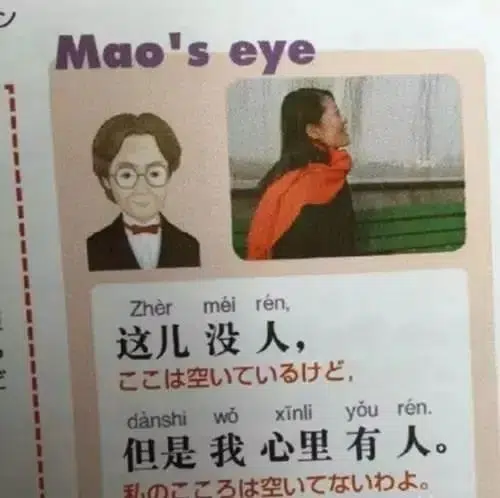 ン
Mao's eye
Zhèr méi rén,
这儿 没 人，
ここは空いているけど，
dànshi wǒ xīnli yǒu rén.
但是 我 心里 有 人。
私のこころは空いてないわよ。